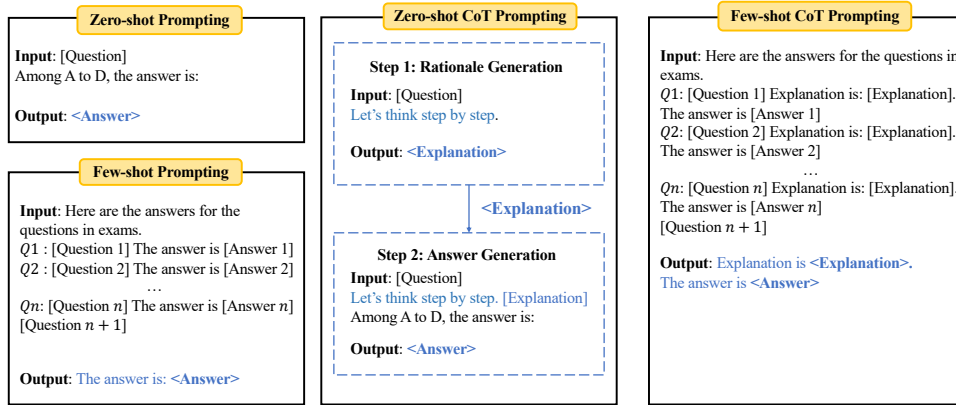 Zero-shot Prompting
Input: [Question]
Among A to D, the answer is:
Output: <Answer>
Few-shot Prompting
Input: Here are the answers for the
questions in exams.
Q1 : [Question 1] The answer is [Answer 1]
Q2 : [Question 2] The answer is [Answer 2]
…
Qn: [Question n] The answer is [Answer n]
[Question n + 1]
Output: The answer is: <Answer>
Zero-shot CoT Prompting
Step 1: Rationale Generation
Input: [Question]
Let's think step by step.
Output: <Explanation>
<Explanation>
Step 2: Answer Generation
Input: [Question]
Let's think step by step. [Explanation]
Among A to D, the answer is:
Output: <Answer>
Few-shot CoT Prompting
Input: Here are the answers for the questions in
exams.
Q1: [Question 1] Explanation is: [Explanation].
The answer is [Answer 1]
Q2: [Question 2] Explanation is: [Explanation].
The answer is [Answer 2]
…
Qn: [Question n] Explanation is: [Explanation].
The answer is [Answer n]
[Question n + 1]
Output: Explanation is <Explanation>.
The answer is <Answer>